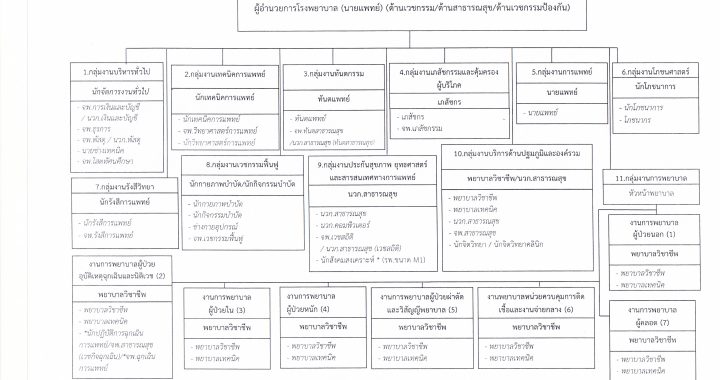 ผู้อำนวยการโรงพยาบาล (นายแพทย์) (ด้านเวชกรรม/ด้านสาธารณสุข/ด้านเวชกรรมป้องกัน)
1.กลุ่มงานบริหารทั่วไป
นักจัดการงานทั่วไป
- จพ.การเงินและบัญชี
/ นวก.เงินและบัญชี
- จพ.ธุรการ
- จพ.พัสดุ / นวก.พัสดุ
- นายช่างเทคนิค
- จพ.โสตทัศนศึกษา
2.กลุ่มงานเทคนิคการแพทย์
นักเทคนิคการแพทย์
- นักเทคนิคการแพทย์
- จพ.วิทยาศาสตร์การแพทย์
- นักวิทยาศาสตร์การแพทย์
3.กลุ่มงานทันตกรรม
ทันตแพทย์
- ทันตแพทย์
- จพ.ทันตสาธารณสุข
/นวก.สาธารณสุข (ทันตสาธารณสุข)
4.กลุ่มงานเภสัชกรรมและคุ้มครอง
ผู้บริโภค
เภสัชกร
- เภสัชกร
- จพ.เภสัชกรรม
5.กลุ่มงานการแพทย์
นายแพทย์
- นายแพทย์
6.กลุ่มงานโภชนศาสตร์
นักโภชนาการ
- นักโภชนาการ
- โภชนากร
7.กลุ่มงานรังสีวิทยา
นักรังสีการแพทย์
- นักรังสีการแพทย์
- จพ.รังสีการแพทย์
8.กลุ่มงานเวชกรรมฟื้นฟู
นักกายภาพบำบัด/นักกิจกรรมบำบัด
- นักกายภาพบำบัด
- นักกิจกรรมบำบัด
- ช่างกายอุปกรณ์
- จพ.เวชกรรมฟื้นฟู
9.กลุ่มงานประกันสุขภาพ ยุทธศาสตร์
และสารสนเทศทางการแพทย์
นวก.สาธารณสุข
- นวก.สาธารณสุข
- นวก.คอมพิวเตอร์
- จพ.เวชสถิติ
/ นวก.สาธารณสุข (เวชสถิติ)
- นักสังคมสงเคราะห์ * (รพ.ขนาด M1)
10.กลุ่มงานบริการด้านปฐมภูมิและองค์รวม
พยาบาลวิชาชีพ/นวก.สาธารณสุข
- พยาบาลวิชาชีพ
- พยาบาลเทคนิค
- นวก.สาธารณสุข
- จพ.สาธารณสุข
- นักจิตวิทยา / นักจิตวิทยาคลินิก
11.กลุ่มงานการพยาบาล
หัวหน้าพยาบาล
งานการพยาบาล
ผู้ป่วยนอก (1)
พยาบาลวิชาชีพ
- พยาบาลวิชาชีพ
- พยาบาลเทคนิค
งานการพยาบาลผู้ป่วย
อุบัติเหตุฉุกเฉินและนิติเวช (2)
พยาบาลวิชาชีพ
- พยาบาลวิชาชีพ
- พยาบาลเทคนิค
- *นักปฏิบัติการฉุกเฉิน
การแพทย์/จพ.สาธารณสุข
(เวชกิจฉุกเฉิน)/*จพ.ฉุกเฉิน
การแพทย์
งานการพยาบาล
ผู้ป่วยใน (3)
พยาบาลวิชาชีพ
- พยาบาลวิชาชีพ
- พยาบาลเทคนิค
งานการพยาบาล
ผู้ป่วยหนัก (4)
พยาบาลวิชาชีพ
- พยาบาลวิชาชีพ
- พยาบาลเทคนิค
งานการพยาบาลผู้ป่วยผ่าตัด
และวิสัญญีพยาบาล (5)
พยาบาลวิชาชีพ
- พยาบาลวิชาชีพ
- พยาบาลเทคนิค
งานการพยาบาลหน่วยควบคุมการติด
เชื้อและงานจ่ายกลาง (6)
พยาบาลวิชาชีพ
- พยาบาลวิชาชีพ
- พยาบาลเทคนิค
งานการพยาบาล
ผู้คลอด (7)
พยาบาลวิชาชีพ
- พยาบาลวิชาชีพ
- พยาบาลเทคนิค